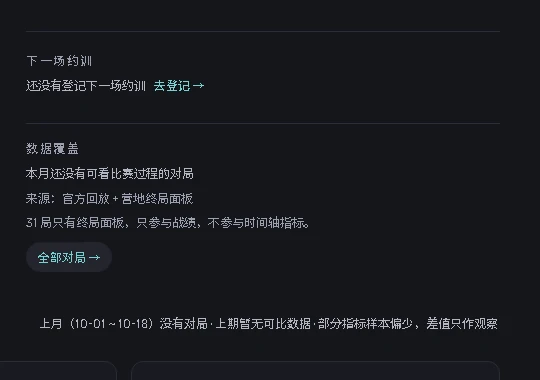 下一场约训
还没有登记下一场约训 去登记 →
数据覆盖
本月还没有可看比赛过程的对局
来源：官方回放 + 营地终局面板
31 局只有终局面板，只参与战绩，不参与时间轴指标。
全部对局 →
上月（10-01 ~ 10-18）没有对局 · 上期暂无可比数据 · 部分指标样本偏少，差值只作观察